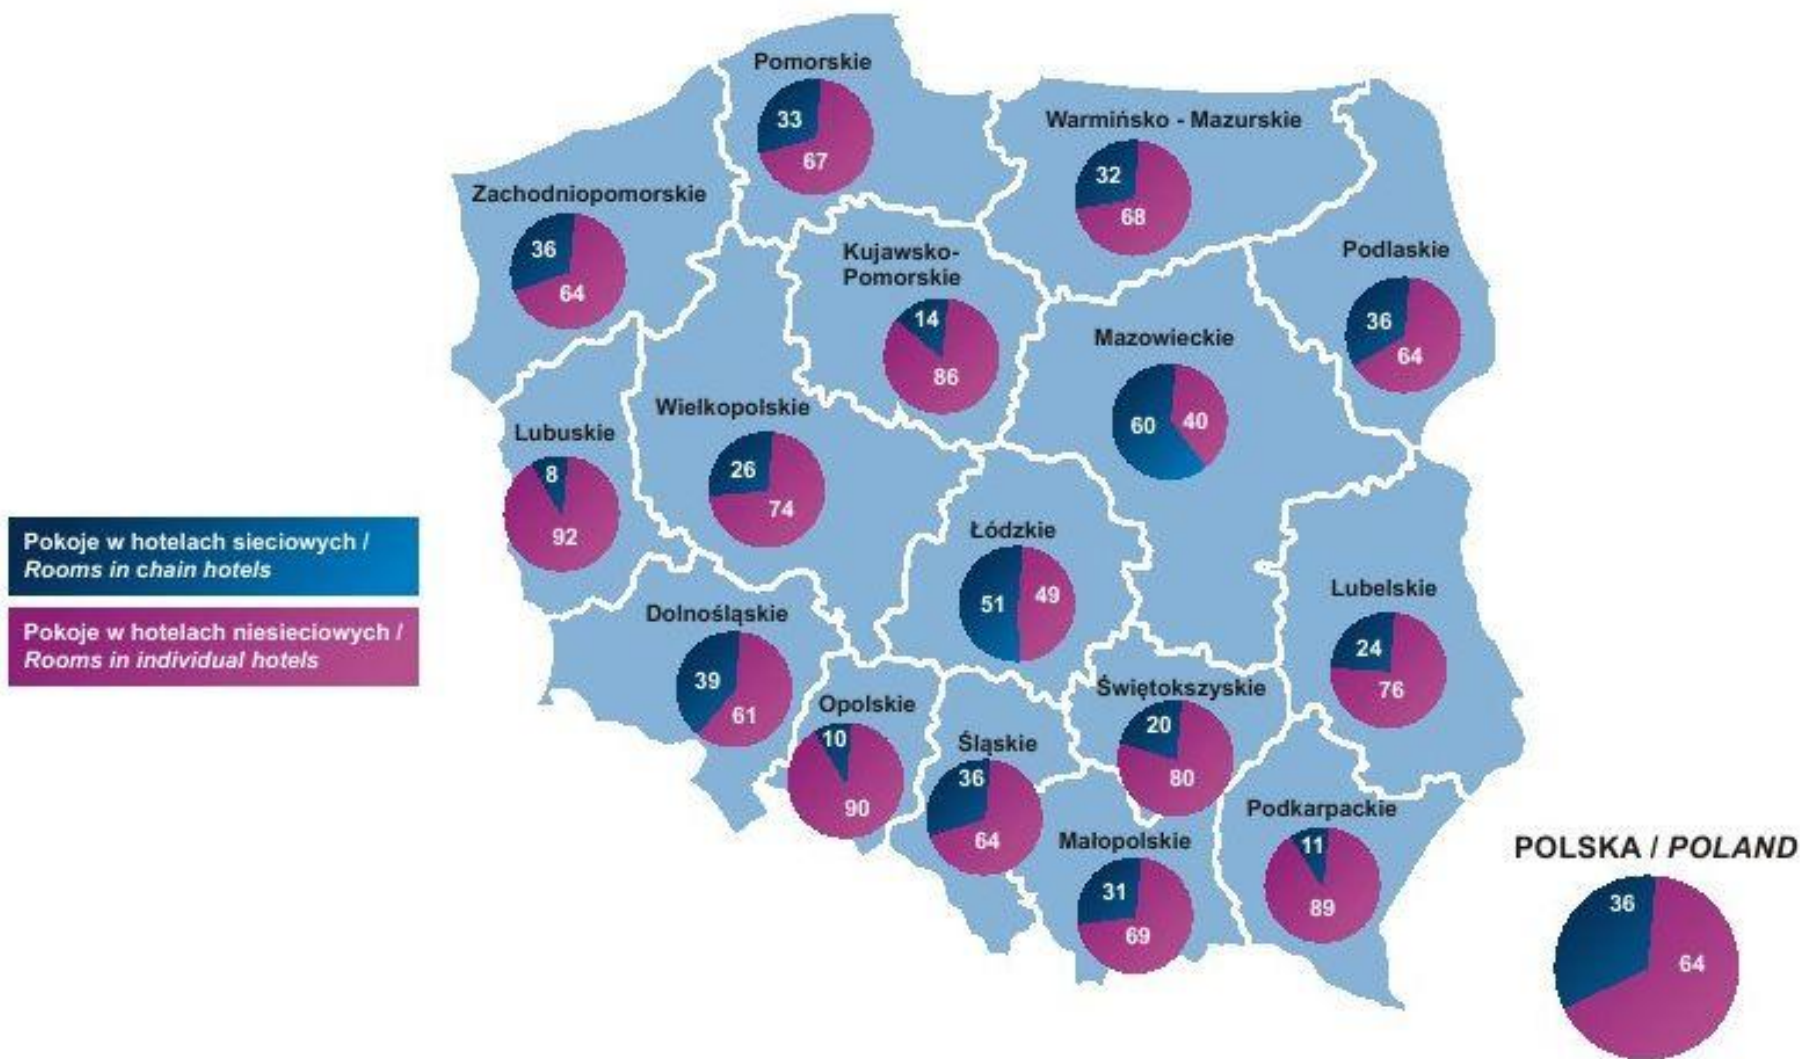 Pomorskie
33
67
Warmińsko - Mazurskie
32
68
Zachodniopomorskie
36
64
Kujawsko-
Pomorskie
14
86
Podlaskie
36
64
Mazowieckie
60
40
Wielkopolskie
26
74
Lubuskie
8
92
Pokoje w hotelach sieciowych /
Rooms in chain hotels
Pokoje w hotelach niesieciowych /
Rooms in individual hotels
Łódzkie
51
49
Lubelskie
24
76
Dolnośląskie
39
61
Opolskie
10
90
Śląskie
36
64
Świętokszyskie
20
80
Małopolskie
31
69
Podkarpackie
11
89
POLSKA / POLAND
36
64